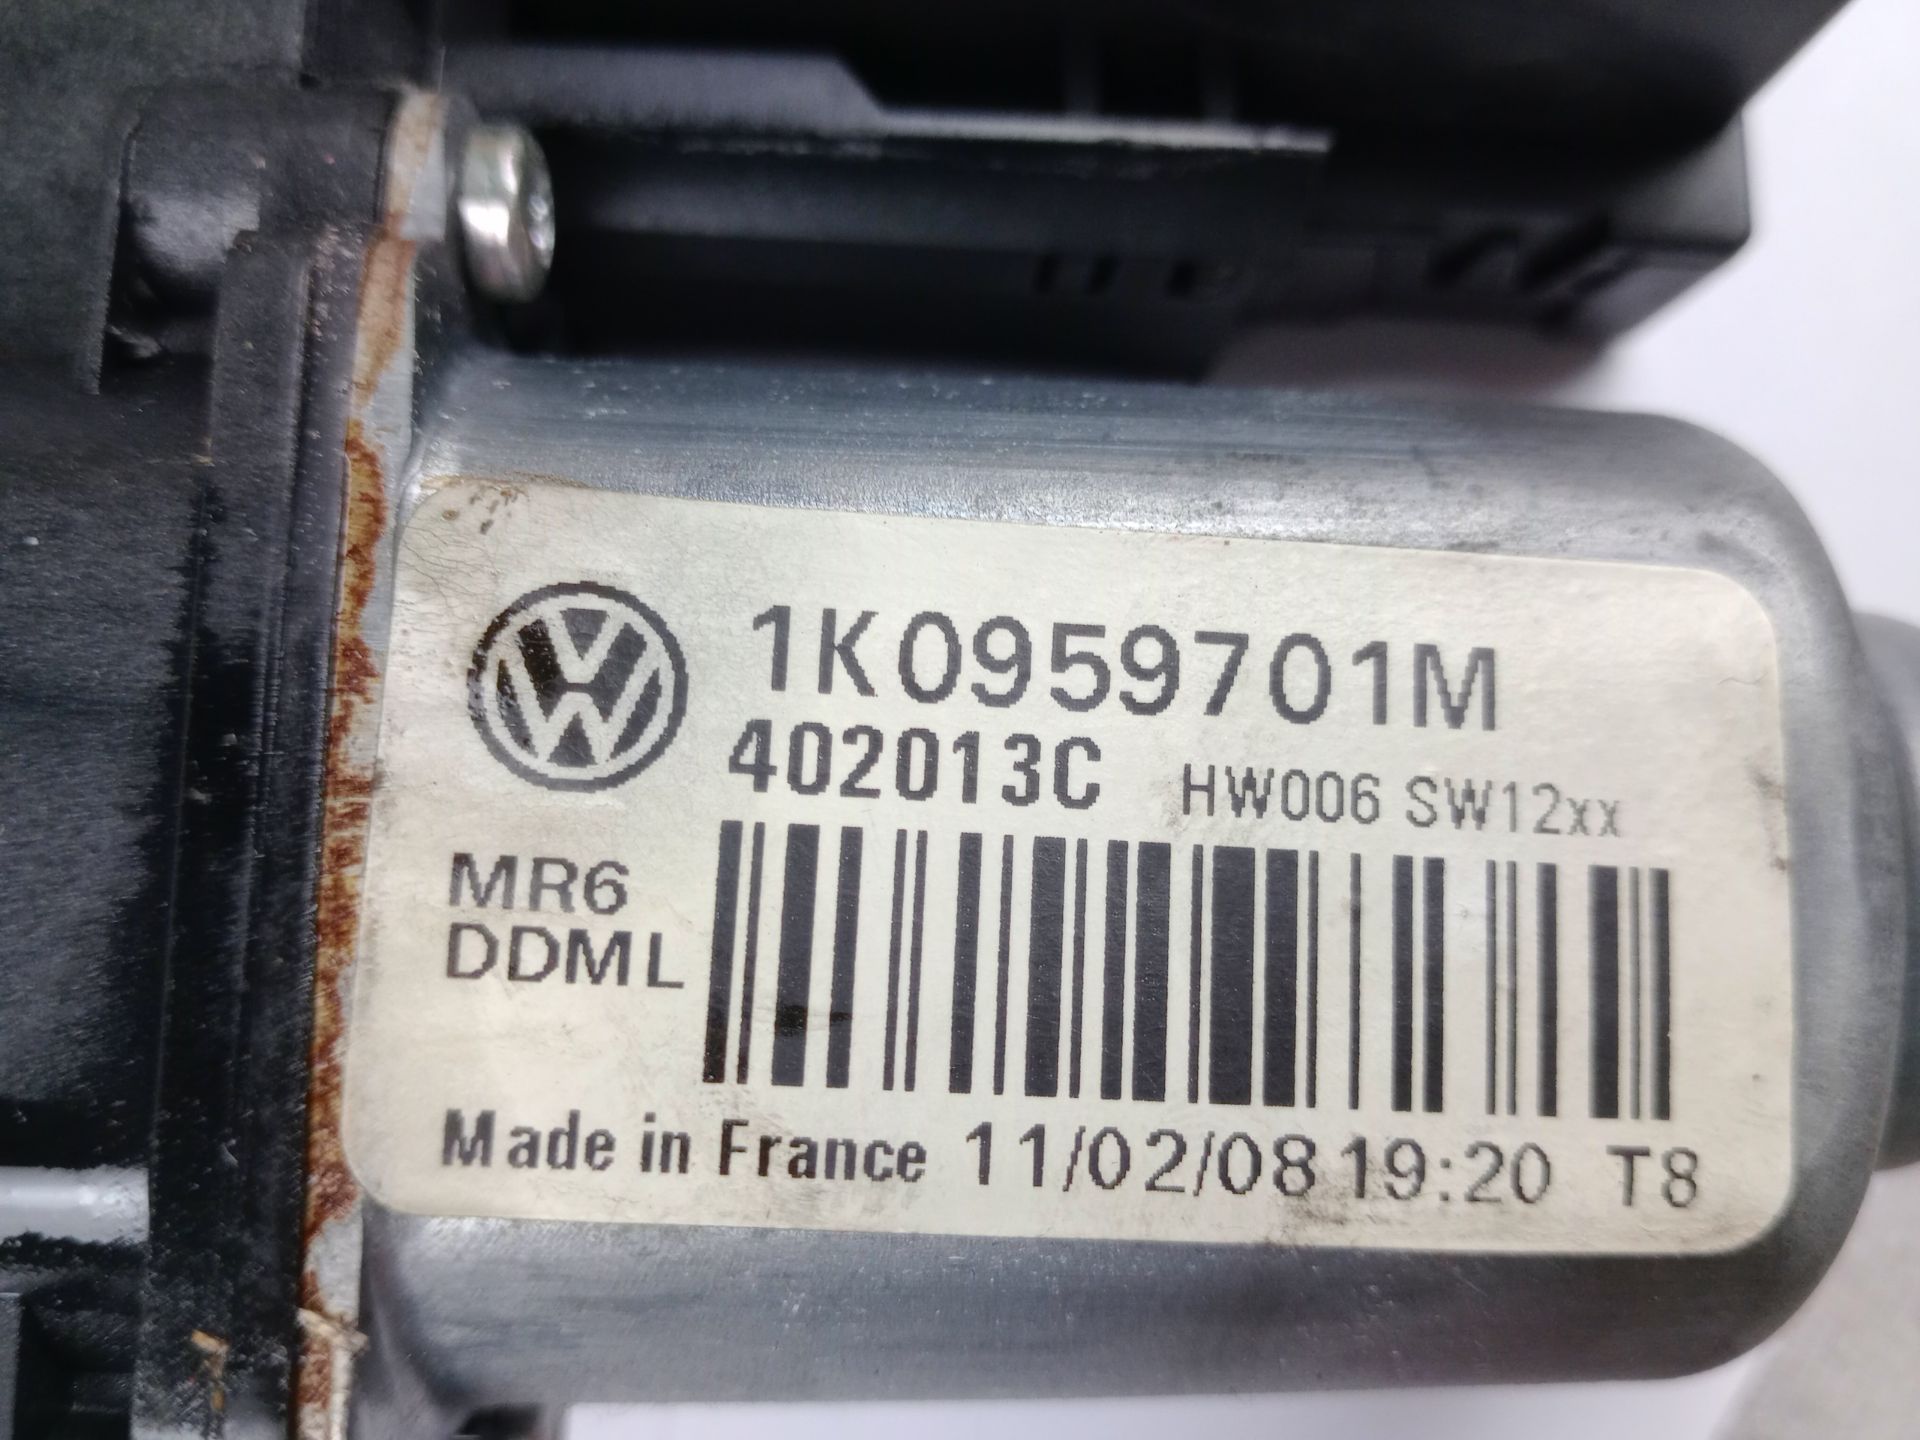 1K0959701M
402013C HW006 SW12xx
MR6
DDML
Made in France 11/02/08 19:20 T8